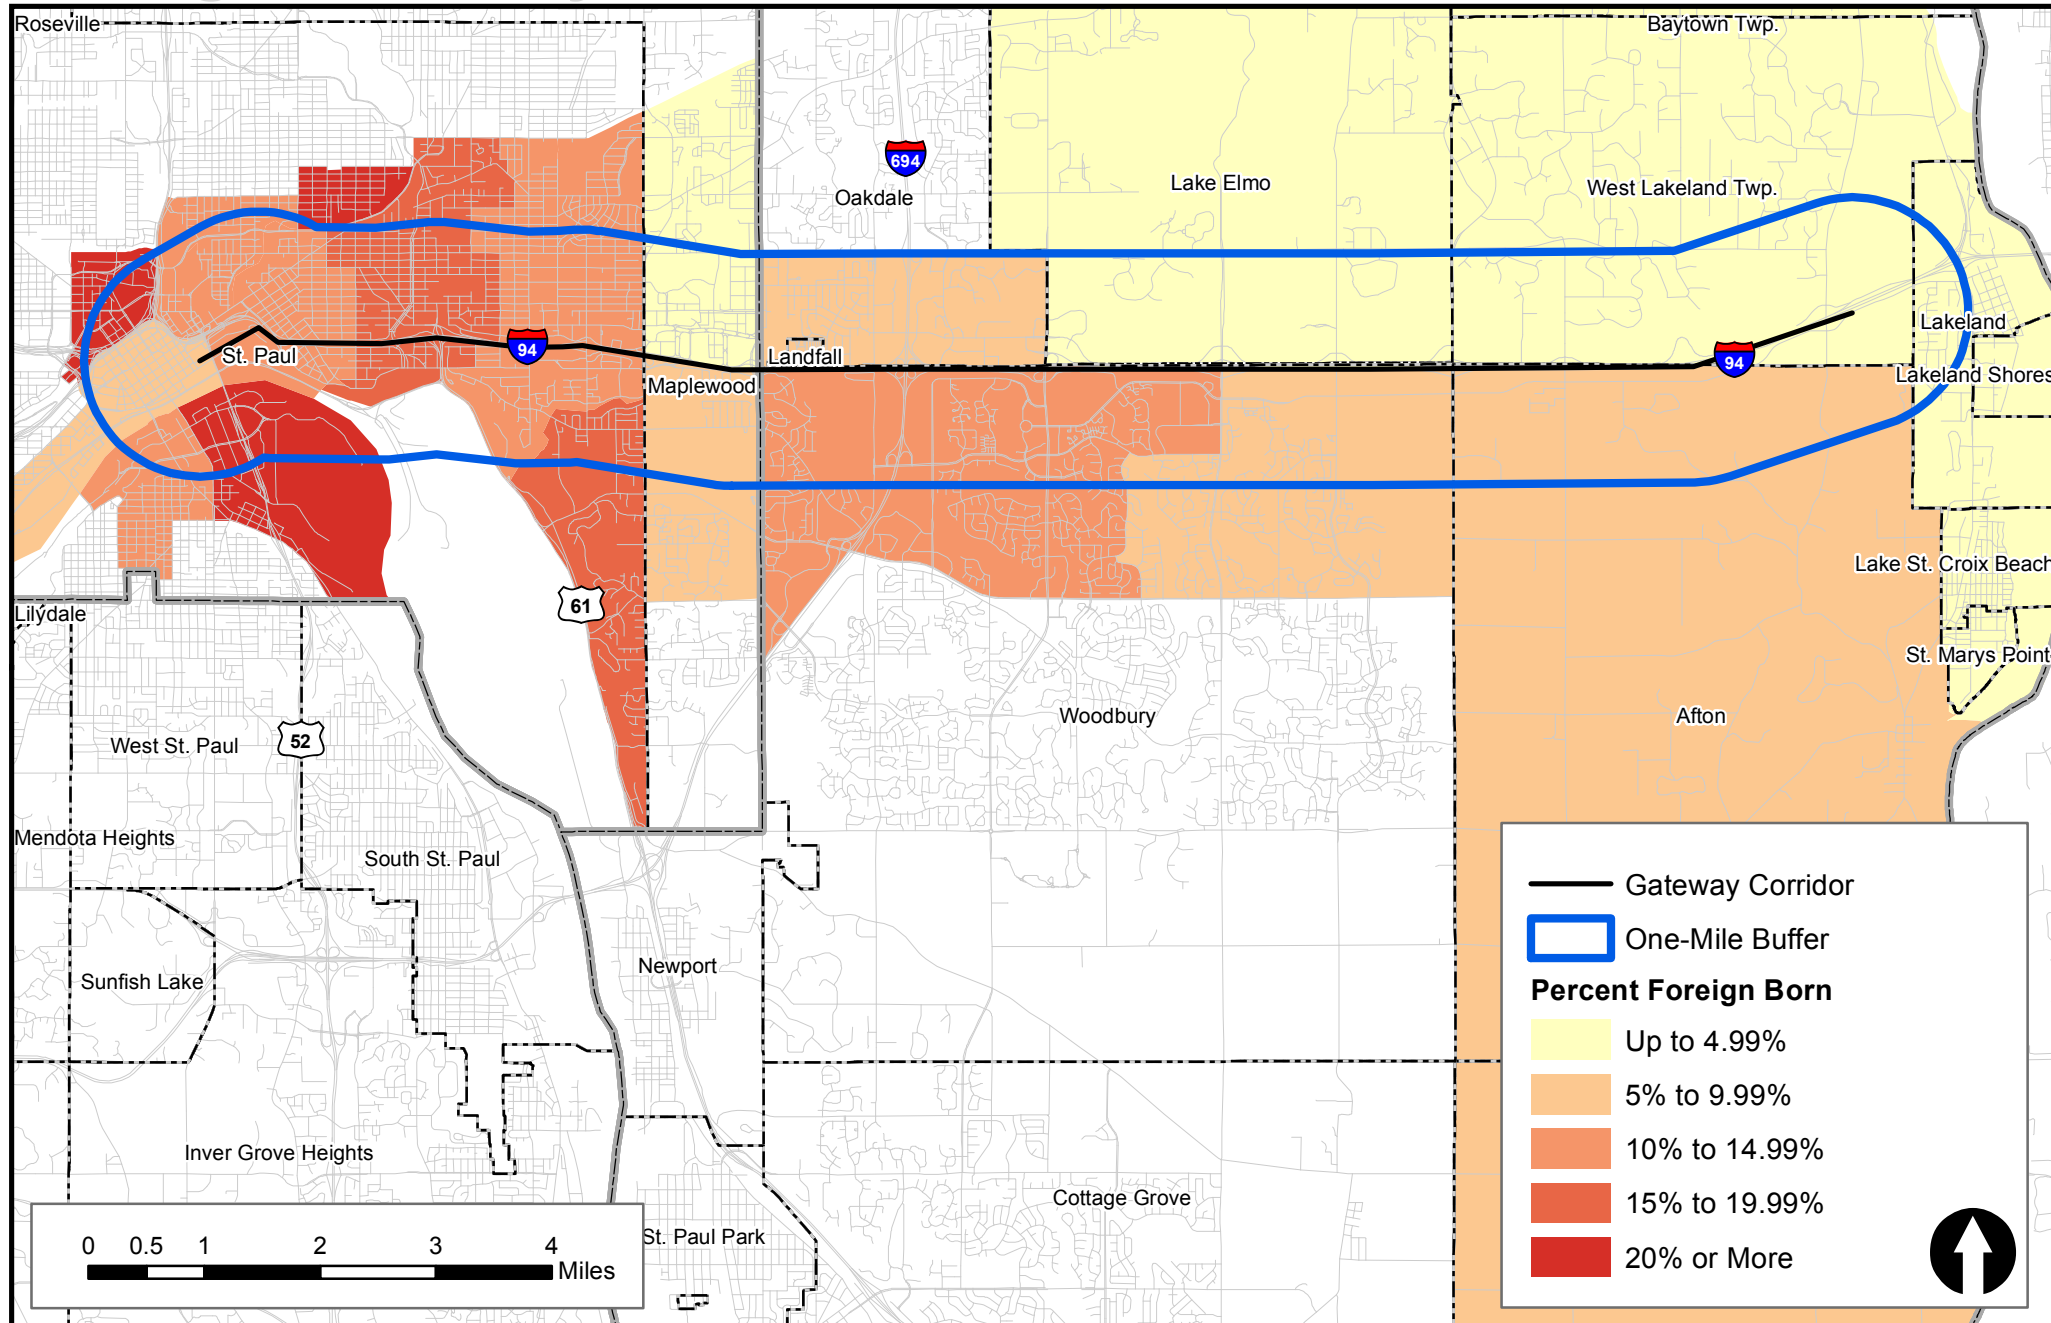 Roseville
Baytown Twp.
694
Lake Elmo
West Lakeland Twp.
Oakdale
Lakeland
94
St. Paul
Landfall
94
Maplewood
Lakeland Shores
Lake St. Croix Beach
61
Lilydale
St. Marys Point
Woodbury
Afton
52
West St. Paul
Mendota Heights
South St. Paul
Gateway Corridor
One-Mile Buffer
Sunfish Lake
Newport
Percent Foreign Born
Up to 4.99%
5% to 9.99%
10% to 14.99%
15% to 19.99%
20% or More
Inver Grove Heights
Cottage Grove
St. Paul Park
0 0.5 1 2 3 4
Miles